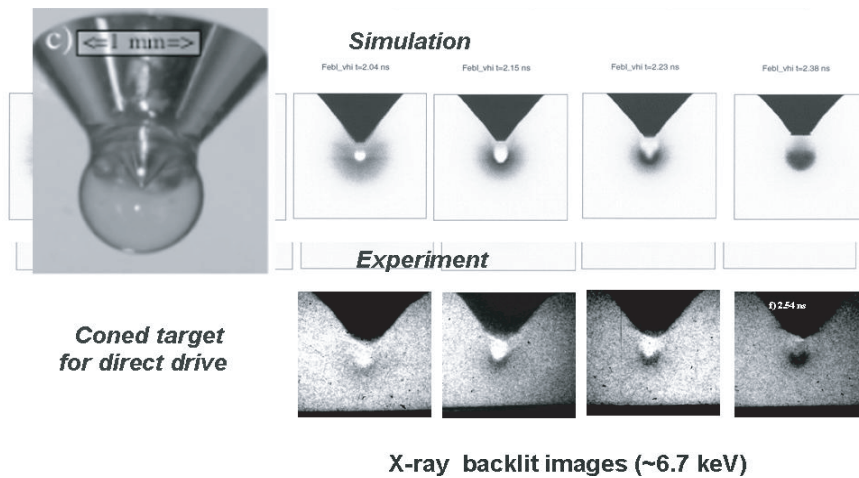 c)
<=1 mm=>
Simulation
Febl_vhi t=2.04 ns
Febl_vhi t=2.15 ns
Febl_vhi t=2.23 ns
Febl_vhi t=2.38 ns
Experiment
f) 2.54 ns
Coned target
for direct drive
X-ray backlit images (~6.7 keV)